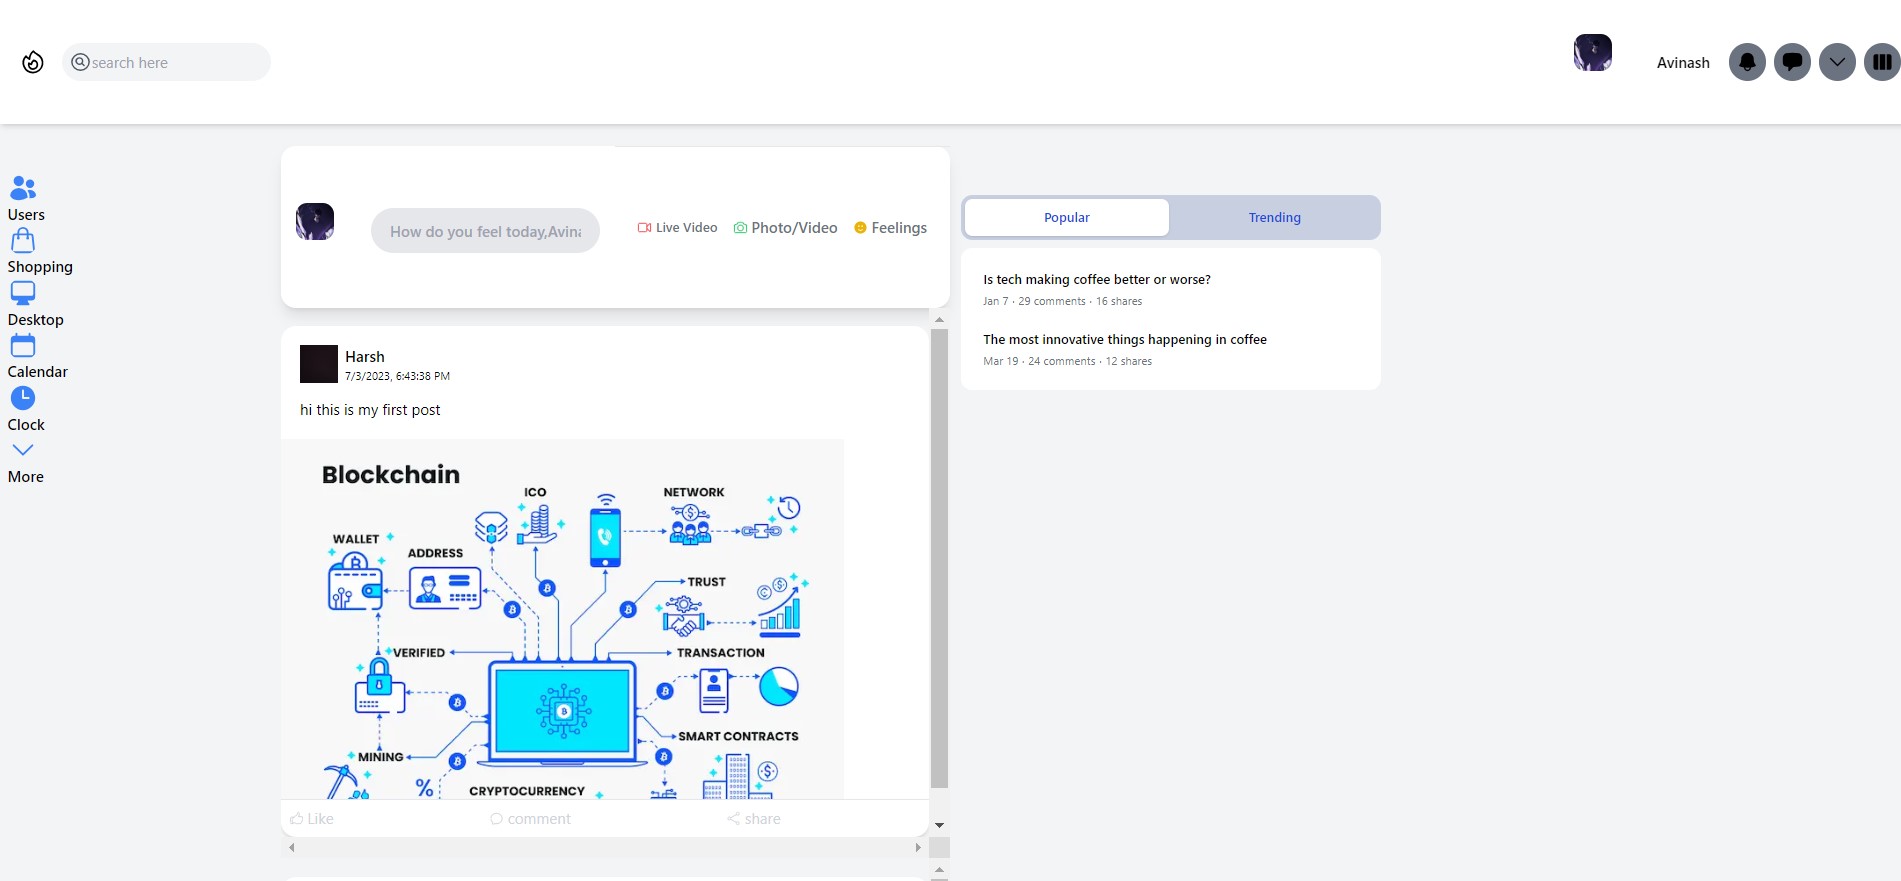 search here
Avinash
Users
Shopping
Desktop
Calendar
Clock
More
How do you feel today,Avina
Live Video
Photo/Video
Feelings
Harsh
7/3/2023, 6:43:38 PM
hi this is my first post
Blockchain
ICO
NETWORK
WALLET
ADDRESS
TRUST
VERIFIED
TRANSACTION
SMART CONTRACTS
MINING
%
CRYPTOCURRENCY
Like
comment
share
Popular
Trending
Is tech making coffee better or worse?
Jan 7 · 29 comments · 16 shares
The most innovative things happening in coffee
Mar 19 · 24 comments · 12 shares